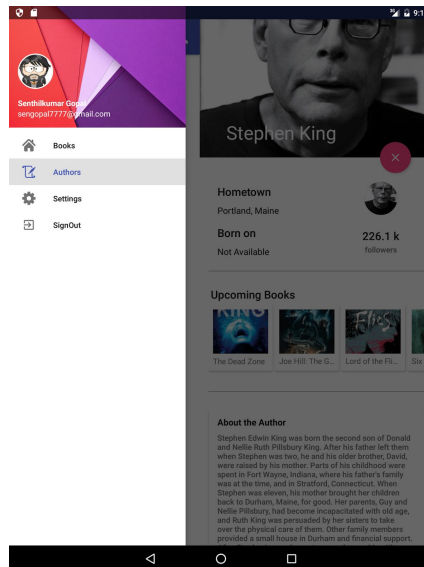 3G
9:1
Senthilkumar Gopal
sengopal7777@gmail.com
Books
Authors
Settings
SignOut
Stephen King
Hometown
Portland, Maine
Born on
Not Available
226.1 k
followers
Upcoming Books
KING
Flies
The Dead Zone
Joe Hill: The G...
Lord of the Fli...
Six
About the Author
Stephen Edwin King was born the second son of Donald
and Nellie Ruth Pillsbury King. After his father left them
when Stephen was two, he and his older brother, David,
were raised by his mother. Parts of his childhood were
spent in Fort Wayne, Indiana, where his father's family
was at the time, and in Stratford, Connecticut. When
Stephen was eleven, his mother brought her children
back to Durham, Maine, for good. Her parents, Guy and
Nellie Pillsbury, had become incapacitated with old age,
and Ruth King was persuaded by her sisters to take
over the physical care of them. Other family members
provided a small house in Durham and financial support.